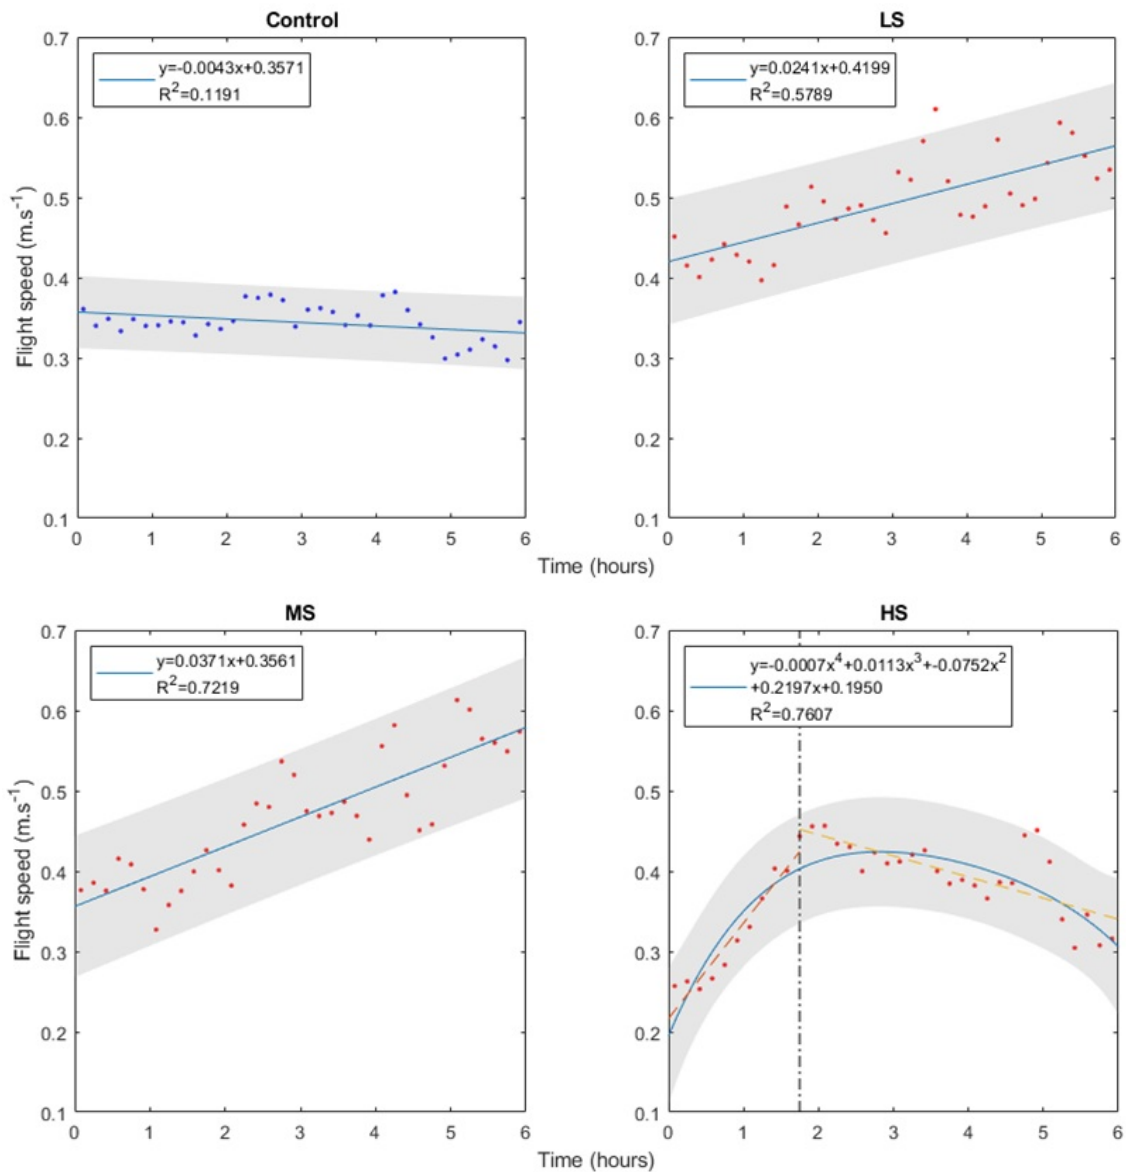 Control
y=-0.0043x+0.3571
R²=0.1191
Flight speed (m.s⁻¹)
0.7
0.6
0.5
0.4
0.3
0.2
0.1
0 1 2 3 4 5 6
LS
y=0.0241x+0.4199
R²=0.5789
0.7
0.6
0.5
0.4
0.3
0.2
0.1
0 1 2 3 4 5 6
Time (hours)
MS
y=0.0371x+0.3561
R²=0.7219
Flight speed (m.s⁻¹)
0.7
0.6
0.5
0.4
0.3
0.2
0.1
0 1 2 3 4 5 6
HS
y=-0.0007x⁴+0.0113x³+-0.0752x²
+0.2197x+0.1950
R²=0.7607
0.7
0.6
0.5
0.4
0.3
0.2
0.1
0 1 2 3 4 5 6
Time (hours)